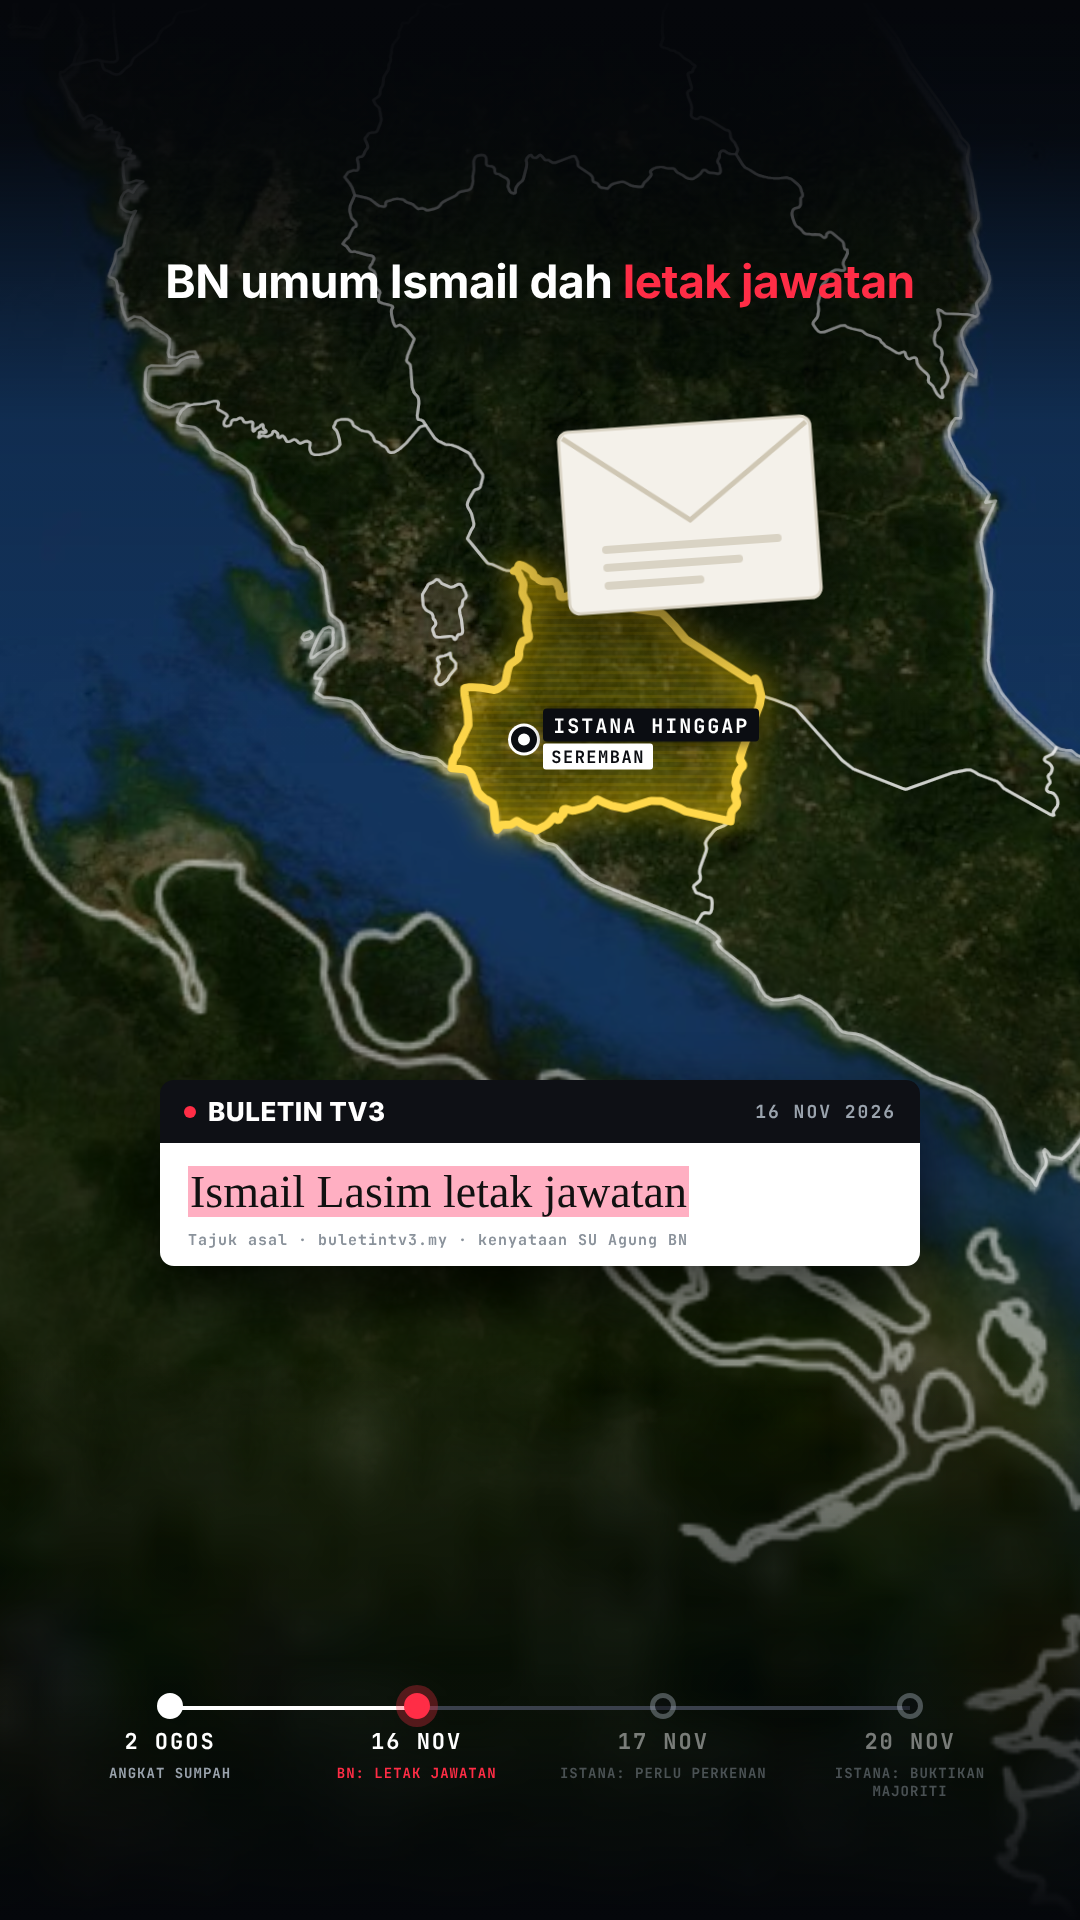 BN umum Ismail dah letak jawatan
ISTANA HINGGAP
SEREMBAN
BULETIN TV3
16 NOV 2026
Ismail Lasim letak jawatan
Tajuk asal · buletintv3.my · kenyataan SU Agung BN
2 OGOS
ANGKAT SUMPAH
16 NOV
BN: LETAK JAWATAN
17 NOV
ISTANA: PERLU PERKENAN
20 NOV
ISTANA: BUKTIKAN
MAJORITI